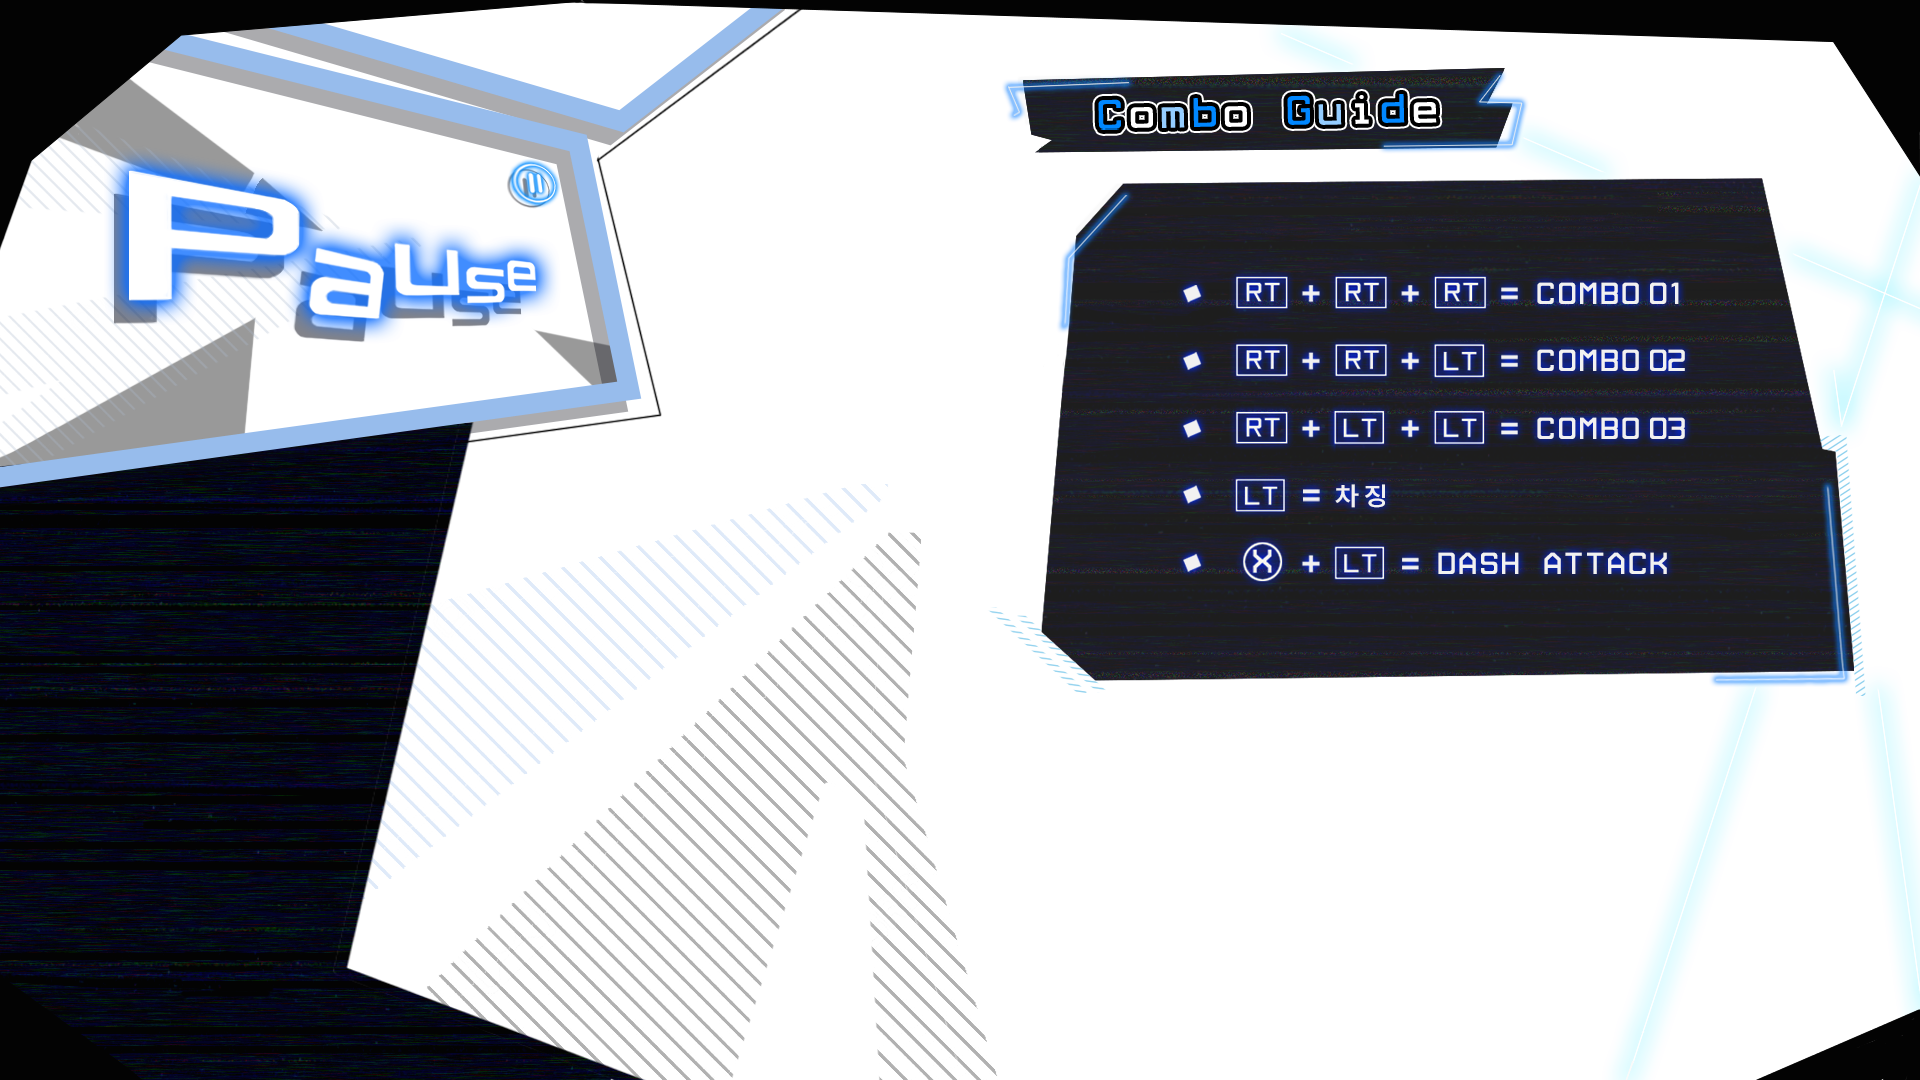 Pause
Combo Guide
RT + RT + RT = COMBO 01
RT + RT + LT = COMBO 02
RT + LT + LT = COMBO 03
LT = 차징
X + LT = DASH ATTACK